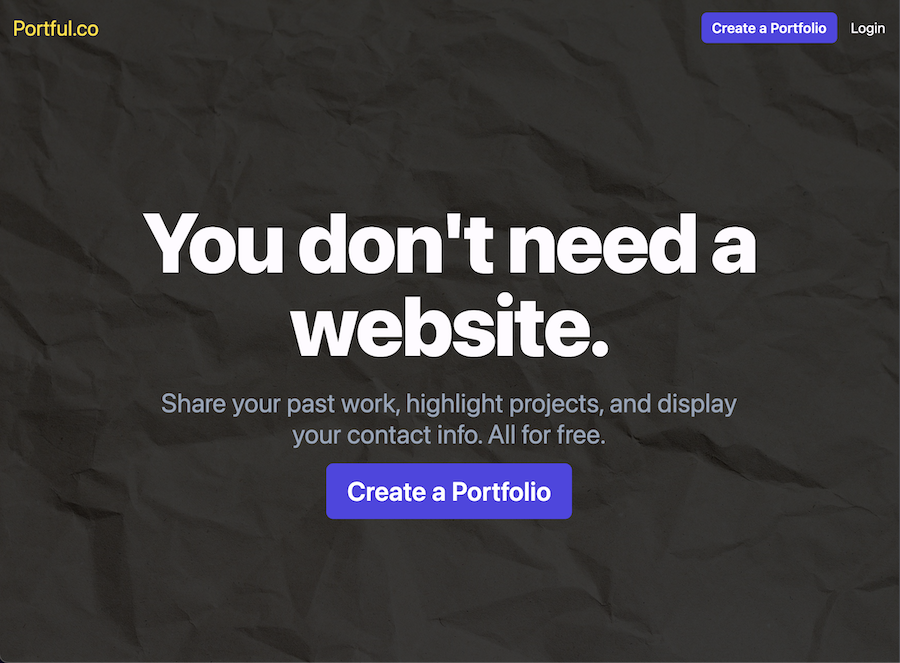 Portful.co
Create a Portfolio
Login
You don't need a
website.
Share your past work, highlight projects, and display
your contact info. All for free.
Create a Portfolio